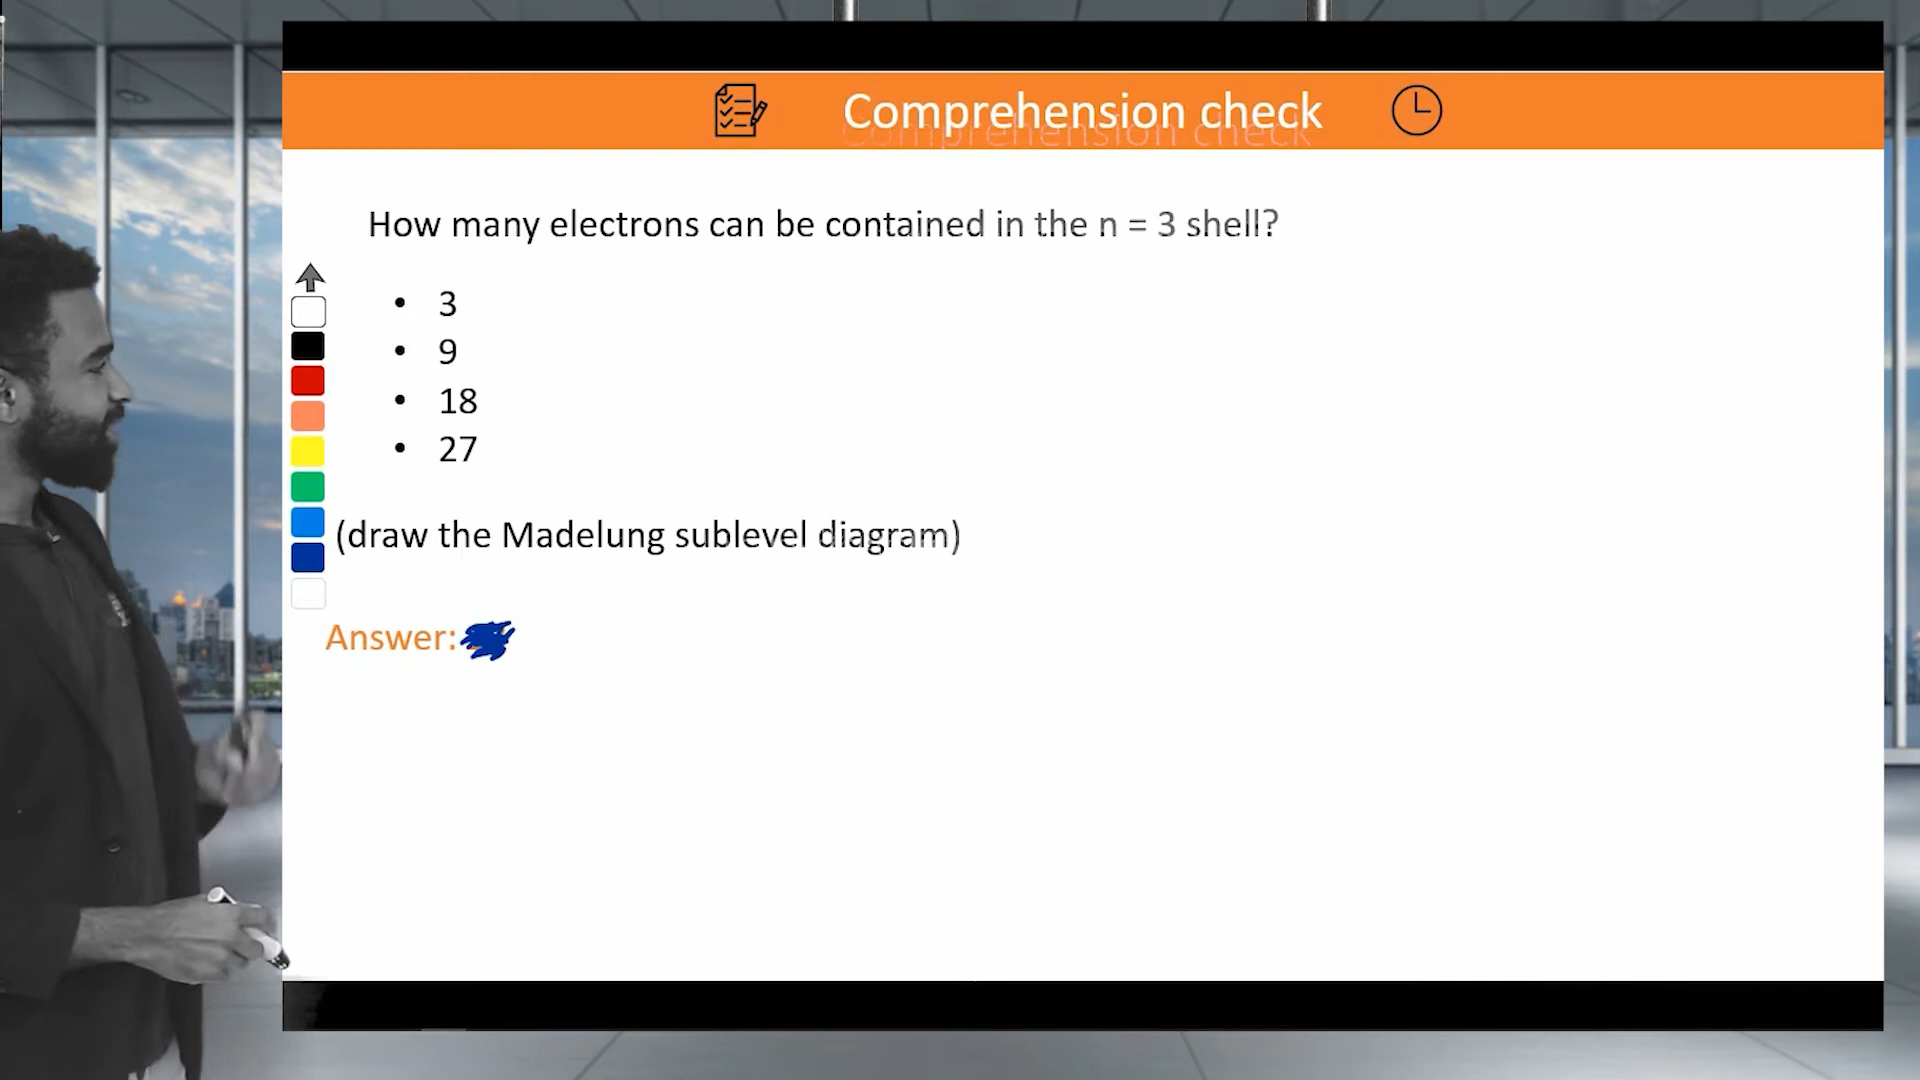 Comprehension check
How many electrons can be contained in the n = 3 shell?
• 3
• 9
• 18
• 27
(draw the Madelung sublevel diagram)
Answer: